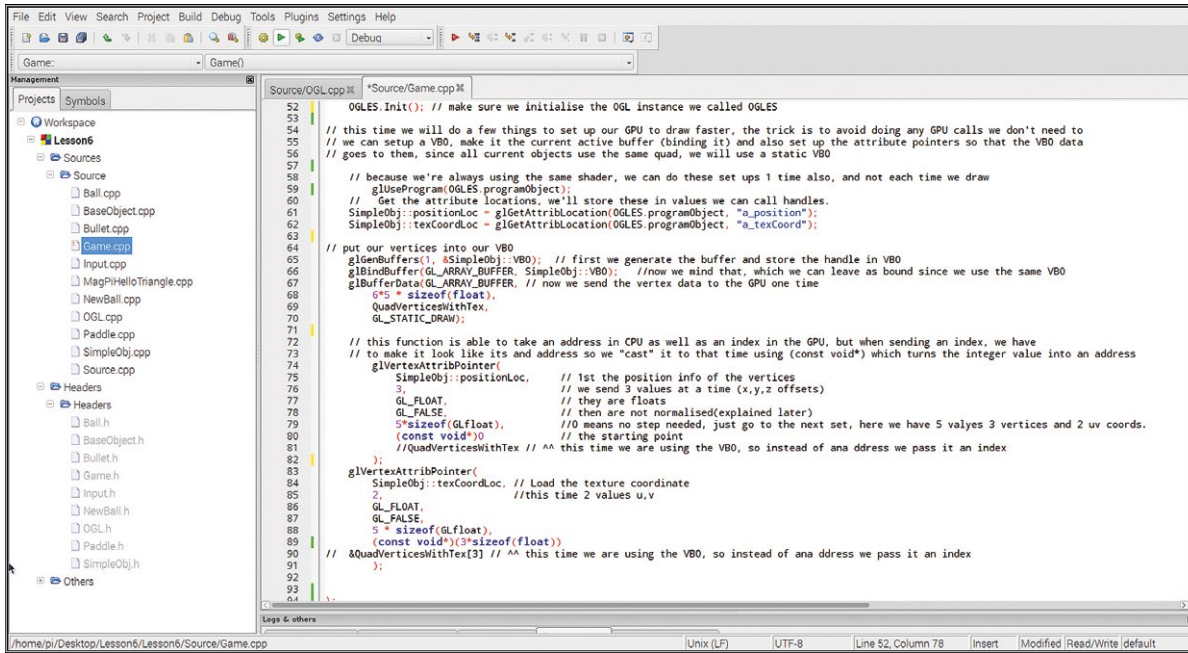 File Edit View Search Project Build Debug Tools Plugins Settings Help
Debug
Game::
Game()
Management
Projects Symbols
Workspace
Lesson6
Sources
Source
Ball.cpp
BaseObject.cpp
Bullet.cpp
Game.cpp
Input.cpp
MagPiHelloTriangle.cpp
NewBall.cpp
OGL.cpp
Paddle.cpp
SimpleObj.cpp
Source.cpp
Headers
Headers
Ball.h
BaseObject.h
Bullet.h
Game.h
Input.h
NewBall.h
OGL.h
Paddle.h
SimpleObj.h
Others
Source/OGL.cpp *Source/Game.cpp
52 OGLES.Init(); // make sure we initialise the OGL instance we called OGLES
53
54 // this time we will do a few things to set up our GPU to draw faster, the trick is to avoid doing any GPU calls we don't need to
55 // we can setup a VBO, make it the current active buffer (binding it) and also set up the attribute pointers so that the VBO data
56 // goes to them, since all current objects use the same quad, we will use a static VBO
57
58 // because we're always using the same shader, we can do these set ups 1 time also, and not each time we draw
59 glUseProgram(OGLES.programObject);
60 // Get the attribute locations, we'll store these in values we can call handles.
61 SimpleObj::positionLoc = glGetAttribLocation(OGLES.programObject, "a_position");
62 SimpleObj::texCoordLoc = glGetAttribLocation(OGLES.programObject, "a_texCoord");
63
64 // put our vertices into our VBO
65 glGenBuffers(1, &SimpleObj::VBO); // first we generate the buffer and store the handle in VBO
66 glBindBuffer(GL_ARRAY_BUFFER, SimpleObj::VBO); //now we mind that, which we can leave as bound since we use the same VBO
67 glBufferData(GL_ARRAY_BUFFER, // now we send the vertex data to the GPU one time
68 6*5 * sizeof(float),
69 QuadVerticesWithTex,
70 GL_STATIC_DRAW);
71
72 // this function is able to take an address in CPU as well as an index in the GPU, but when sending an index, we have
73 // to make it look like its and address so we "cast" it to that time using (const void*) which turns the integer value into an address
74 glVertexAttribPointer(
75 SimpleObj::positionLoc, // 1st the position info of the vertices
76 3, // we send 3 values at a time (x,y,z offsets)
77 GL_FLOAT, // they are floats
78 GL_FALSE, // then are not normalised(explained later)
79 5*sizeof(GLfloat), //0 means no step needed, just go to the next set, here we have 5 valyes 3 vertices and 2 uv coords.
80 (const void*)0 // the starting point
81 //QuadVerticesWithTex // ^^ this time we are using the VBO, so instead of ana ddress we pass it an index
82 );
83 glVertexAttribPointer(
84 SimpleObj::texCoordLoc, // Load the texture coordinate
85 2, //this time 2 values u,v
86 GL_FLOAT,
87 GL_FALSE,
88 5 * sizeof(GLfloat),
89 (const void*)(3*sizeof(float))
90 // &QuadVerticesWithTex[3] // ^^ this time we are using the VBO, so instead of ana ddress we pass it an index
91 );
92
93
94 );
Logs & others
/home/pi/Desktop/Lesson6/Lesson6/Source/Game.cpp Unix (LF) UTF-8 Line 52, Column 78 Insert Modified Read/Write default